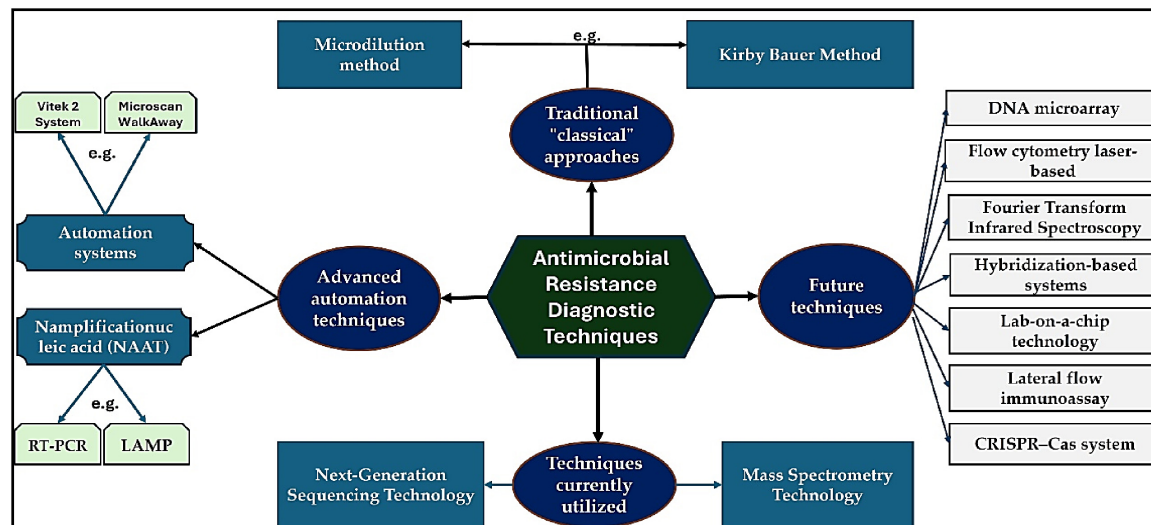 Microdilution
method
e.g.
Kirby Bauer Method
Traditional
"classical"
approaches
Vitek 2
System
Microscan
WalkAway
e.g.
Automation
systems
Advanced
automation
techniques
Namplificationuc
leic acid (NAAT)
e.g.
RT-PCR
LAMP
Antimicrobial
Resistance
Diagnostic
Techniques
Future
techniques
DNA microarray
Flow cytometry laser-
based
Fourier Transform
Infrared Spectroscopy
Hybridization-based
systems
Lab-on-a-chip
technology
Lateral flow
immunoassay
CRISPR–Cas system
Next-Generation
Sequencing Technology
Techniques
currently
utilized
Mass Spectrometry
Technology